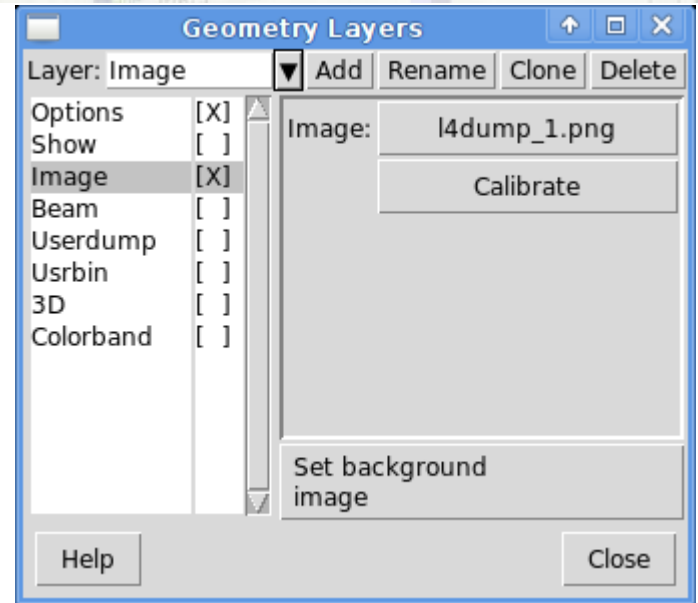 Geometry Layers
Layer: Image Add Rename Clone Delete
Options [X]
Show [ ]
Image [X]
Beam [ ]
Userdump [ ]
Usrbin [ ]
3D [ ]
Colorband [ ]
Image: l4dump_1.png
Calibrate
Set background
image
Help Close